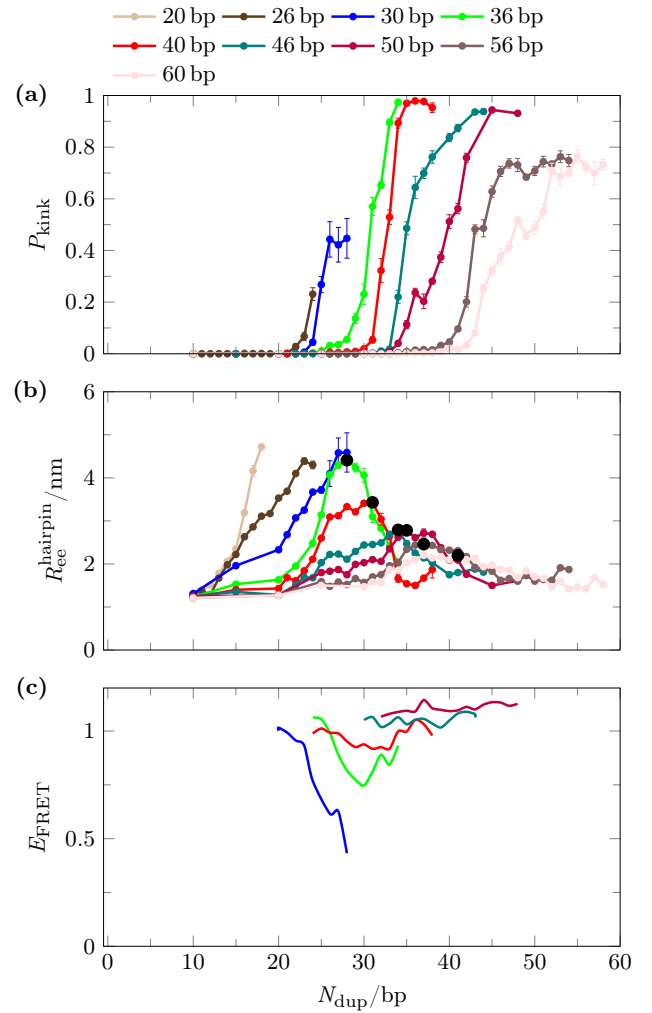 20 bp 26 bp 30 bp 36 bp
40 bp 46 bp 50 bp 56 bp
60 bp
(a)
1
0.8
0.6
0.4
0.2
0
P_kink
(b)
6
4
2
0
R_ee^hairpin/nm
(c)
1
0.5
0
E_FRET
0 10 20 30 40 50 60
N_dup/bp